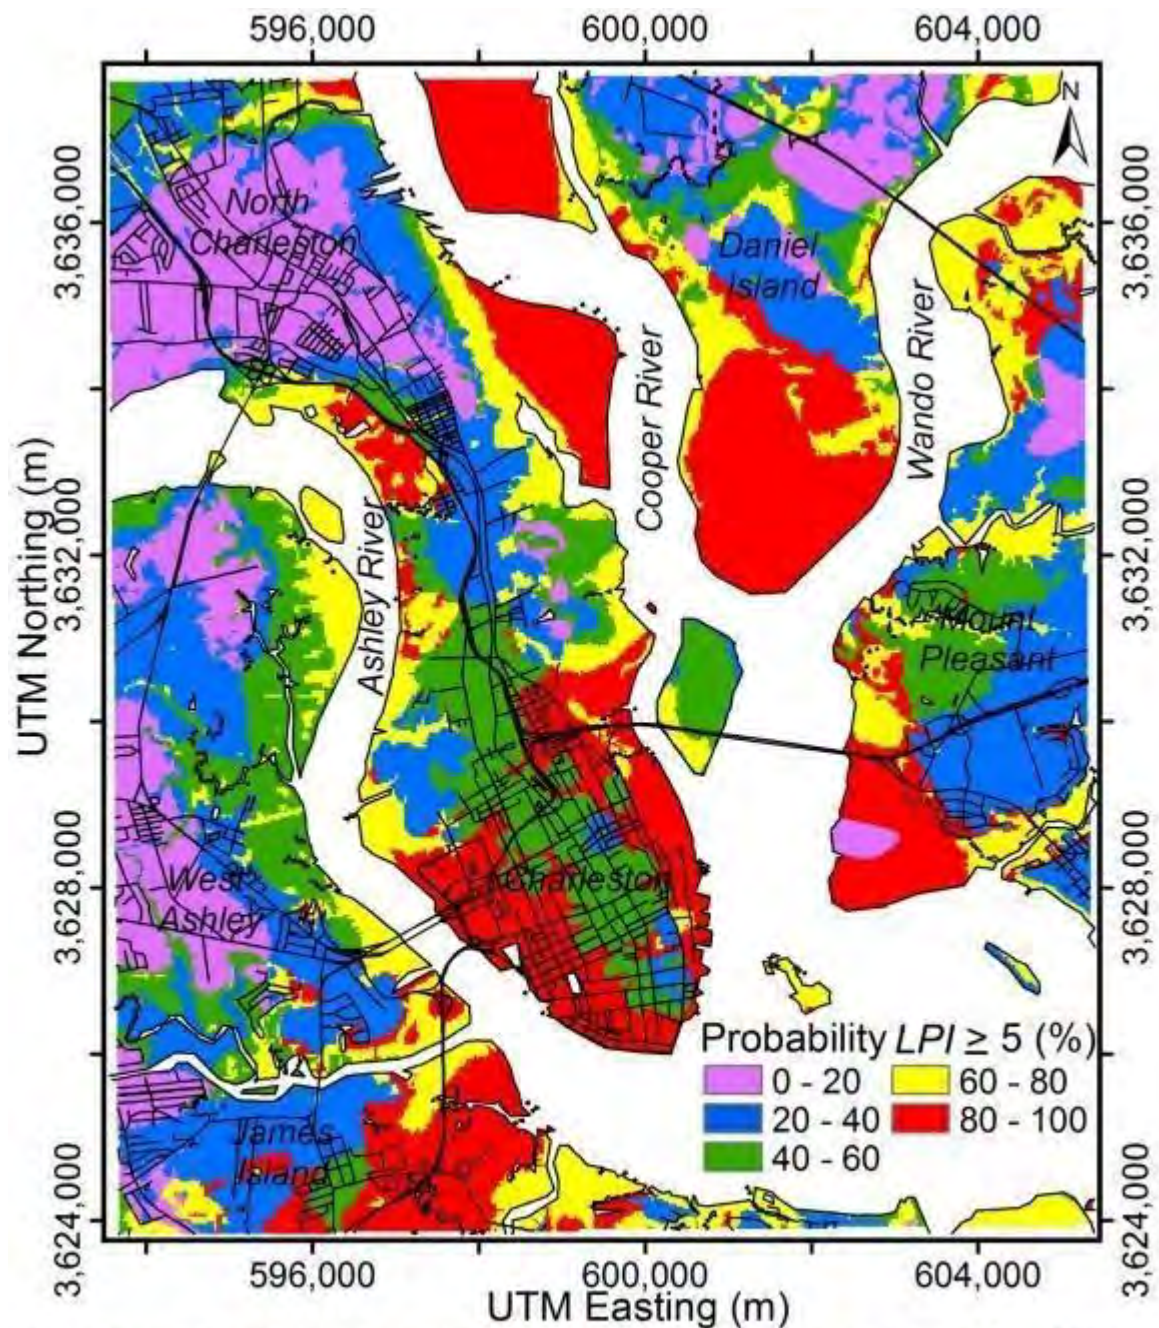 596,000 600,000 604,000
N
3,636,000
3,636,000
North
Charleston
Daniel
Island
Cooper River
Wando River
UTM Northing (m)
3,632,000
3,632,000
Ashley River
Mount
Pleasant
3,628,000
3,628,000
West
Ashley
Charleston
Probability LPI ≥ 5 (%)
0 - 20 60 - 80
20 - 40 80 - 100
40 - 60
James
Island
3,624,000
3,624,000
596,000 600,000 604,000
UTM Easting (m)